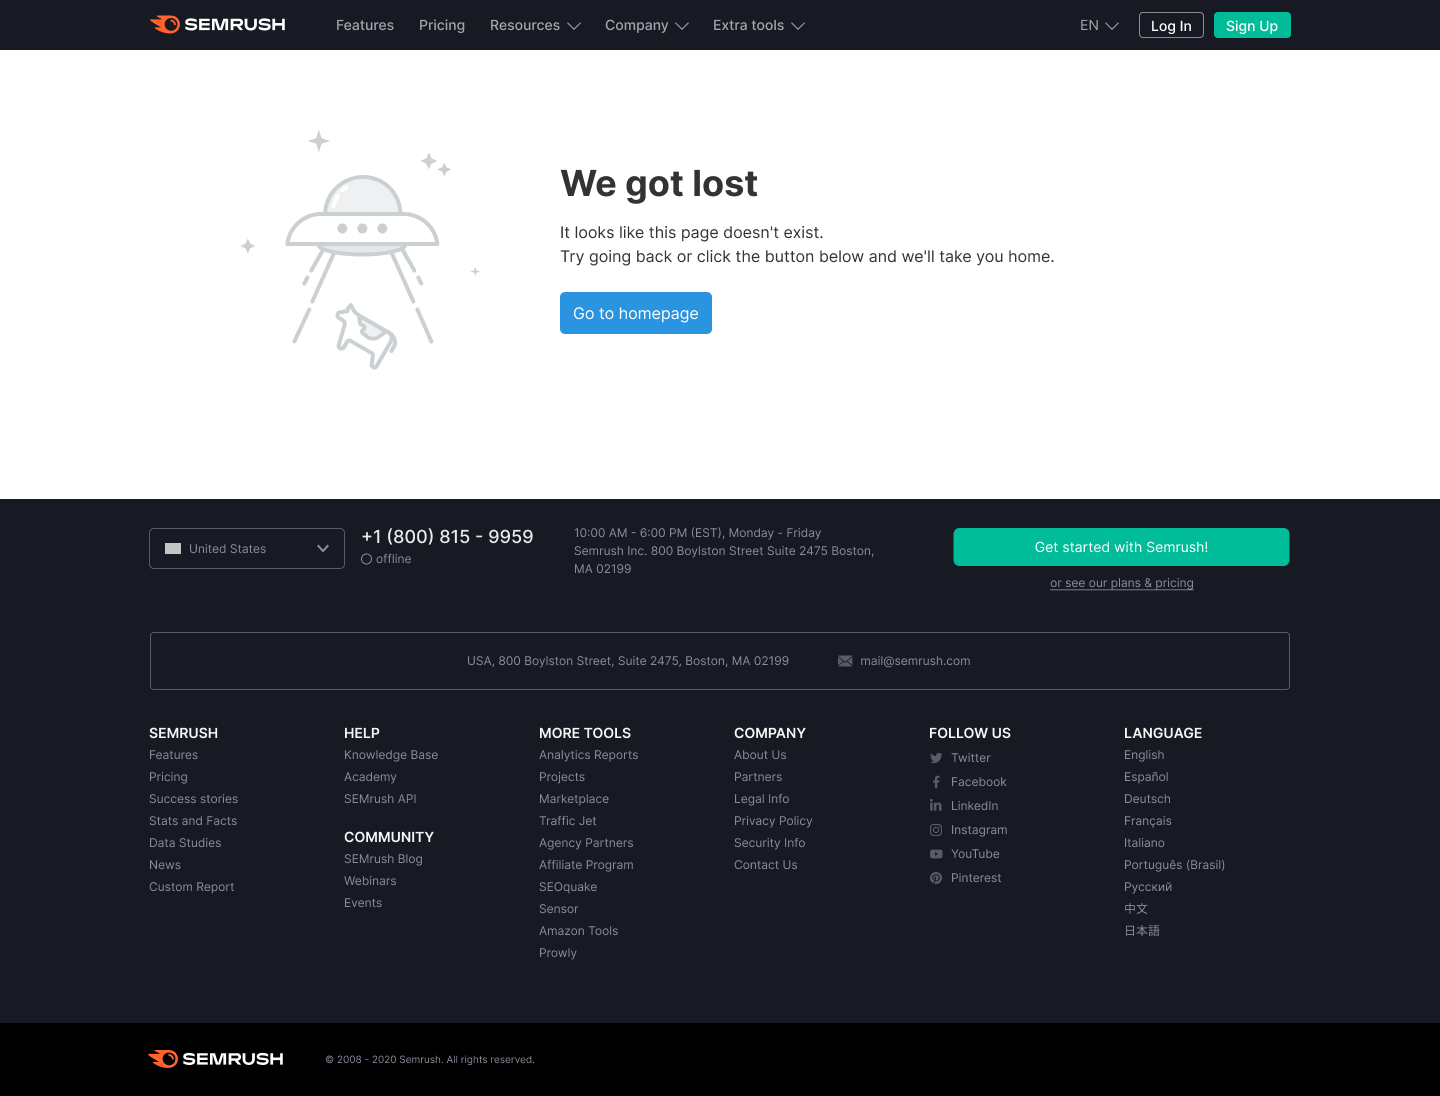 SEMRUSH
Features
Pricing
Resources
Company
Extra tools
EN
Log In
Sign Up
We got lost
It looks like this page doesn't exist.
Try going back or click the button below and we'll take you home.
Go to homepage
United States
+1 (800) 815 - 9959
offline
10:00 AM - 6:00 PM (EST), Monday - Friday
Semrush Inc. 800 Boylston Street Suite 2475 Boston,
MA 02199
Get started with Semrush!
or see our plans & pricing
USA, 800 Boylston Street, Suite 2475, Boston, MA 02199
mail@semrush.com
SEMRUSH
Features
Pricing
Success stories
Stats and Facts
Data Studies
News
Custom Report
HELP
Knowledge Base
Academy
SEMrush API
COMMUNITY
SEMrush Blog
Webinars
Events
MORE TOOLS
Analytics Reports
Projects
Marketplace
Traffic Jet
Agency Partners
Affiliate Program
SEOquake
Sensor
Amazon Tools
Prowly
COMPANY
About Us
Partners
Legal Info
Privacy Policy
Security Info
Contact Us
FOLLOW US
Twitter
Facebook
LinkedIn
Instagram
YouTube
Pinterest
LANGUAGE
English
Español
Deutsch
Français
Italiano
Português (Brasil)
Русский
中文
日本語
SEMRUSH
© 2008 - 2020 Semrush. All rights reserved.